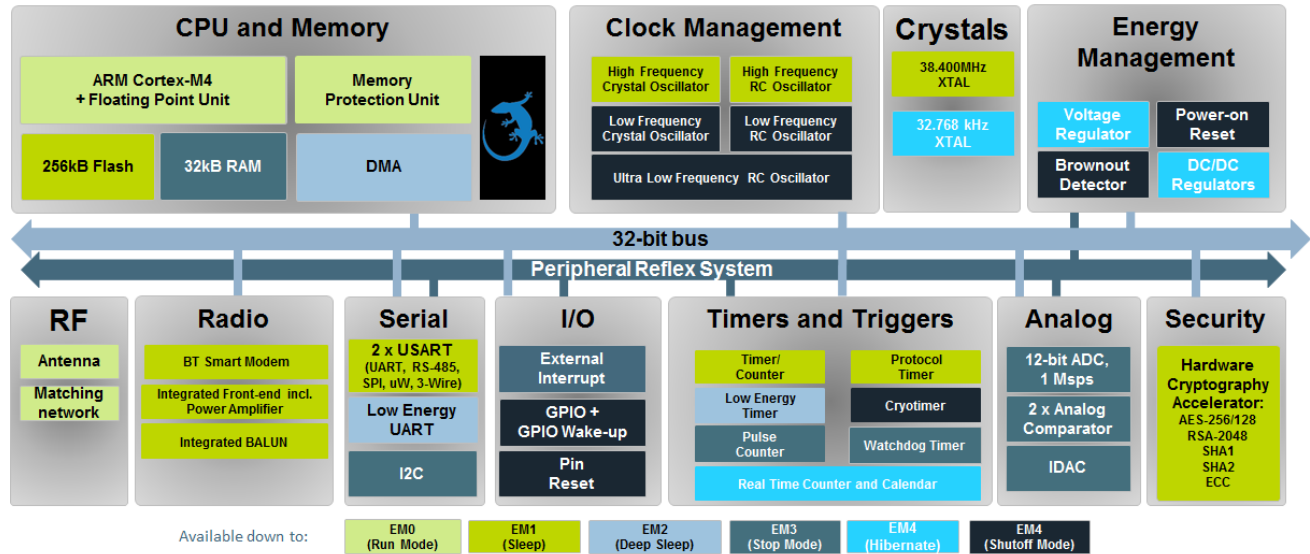 CPU and Memory
ARM Cortex-M4
+ Floating Point Unit
Memory
Protection Unit
256kB Flash
32kB RAM
DMA
Clock Management
High Frequency
Crystal Oscillator
High Frequency
RC Oscillator
Low Frequency
Crystal Oscillator
Low Frequency
RC Oscillator
Ultra Low Frequency RC Oscillator
Crystals
38.400MHz
XTAL
32.768 kHz
XTAL
Energy
Management
Voltage
Regulator
Power-on
Reset
Brownout
Detector
DC/DC
Regulators
32-bit bus
Peripheral Reflex System
RF
Antenna
Matching
network
Radio
BT Smart Modem
Integrated Front-end incl.
Power Amplifier
Integrated BALUN
Serial
2 x USART
(UART, RS-485,
SPI, uW, 3-Wire)
Low Energy
UART
I2C
I/O
External
Interrupt
GPIO +
GPIO Wake-up
Pin
Reset
Timers and Triggers
Timer/
Counter
Protocol
Timer
Low Energy
Timer
Cryotimer
Pulse
Counter
Watchdog Timer
Real Time Counter and Calendar
Analog
12-bit ADC,
1 Msps
2 x Analog
Comparator
IDAC
Security
Hardware
Cryptography
Accelerator:
AES-256/128
RSA-2048
SHA1
SHA2
ECC
Available down to:
EM0
(Run Mode)
EM1
(Sleep)
EM2
(Deep Sleep)
EM3
(Stop Mode)
EM4
(Hibernate)
EM4
(Shutoff Mode)